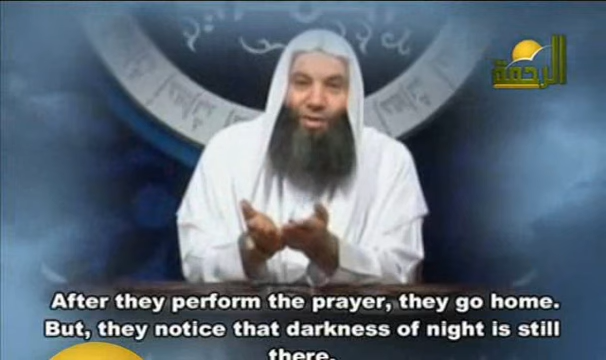 الرحمة
After they perform the prayer, they go home.
But, they notice that darkness of night is still
there.